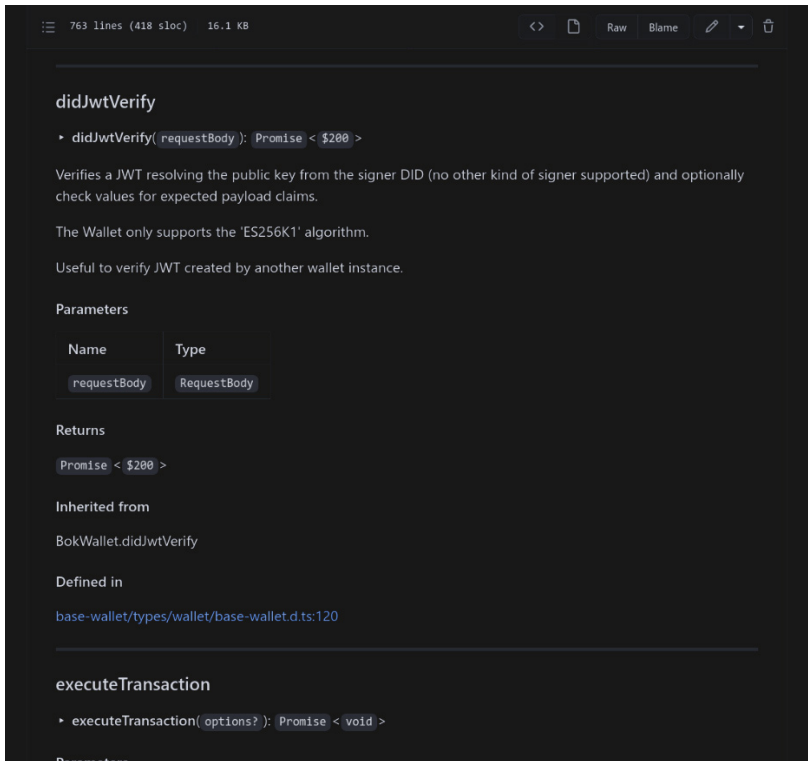 763 lines (418 sloc) 16.1 KB
<> Raw Blame
didJwtVerify
▸ didJwtVerify( requestBody ): Promise < $200 >
Verifies a JWT resolving the public key from the signer DID (no other kind of signer supported) and optionally
check values for expected payload claims.
The Wallet only supports the 'ES256K1' algorithm.
Useful to verify JWT created by another wallet instance.
Parameters
Name Type
requestBody RequestBody
Returns
Promise < $200 >
Inherited from
BokWallet.didJwtVerify
Defined in
base-wallet/types/wallet/base-wallet.d.ts:120
executeTransaction
▸ executeTransaction( options? ): Promise < void >
Parameters